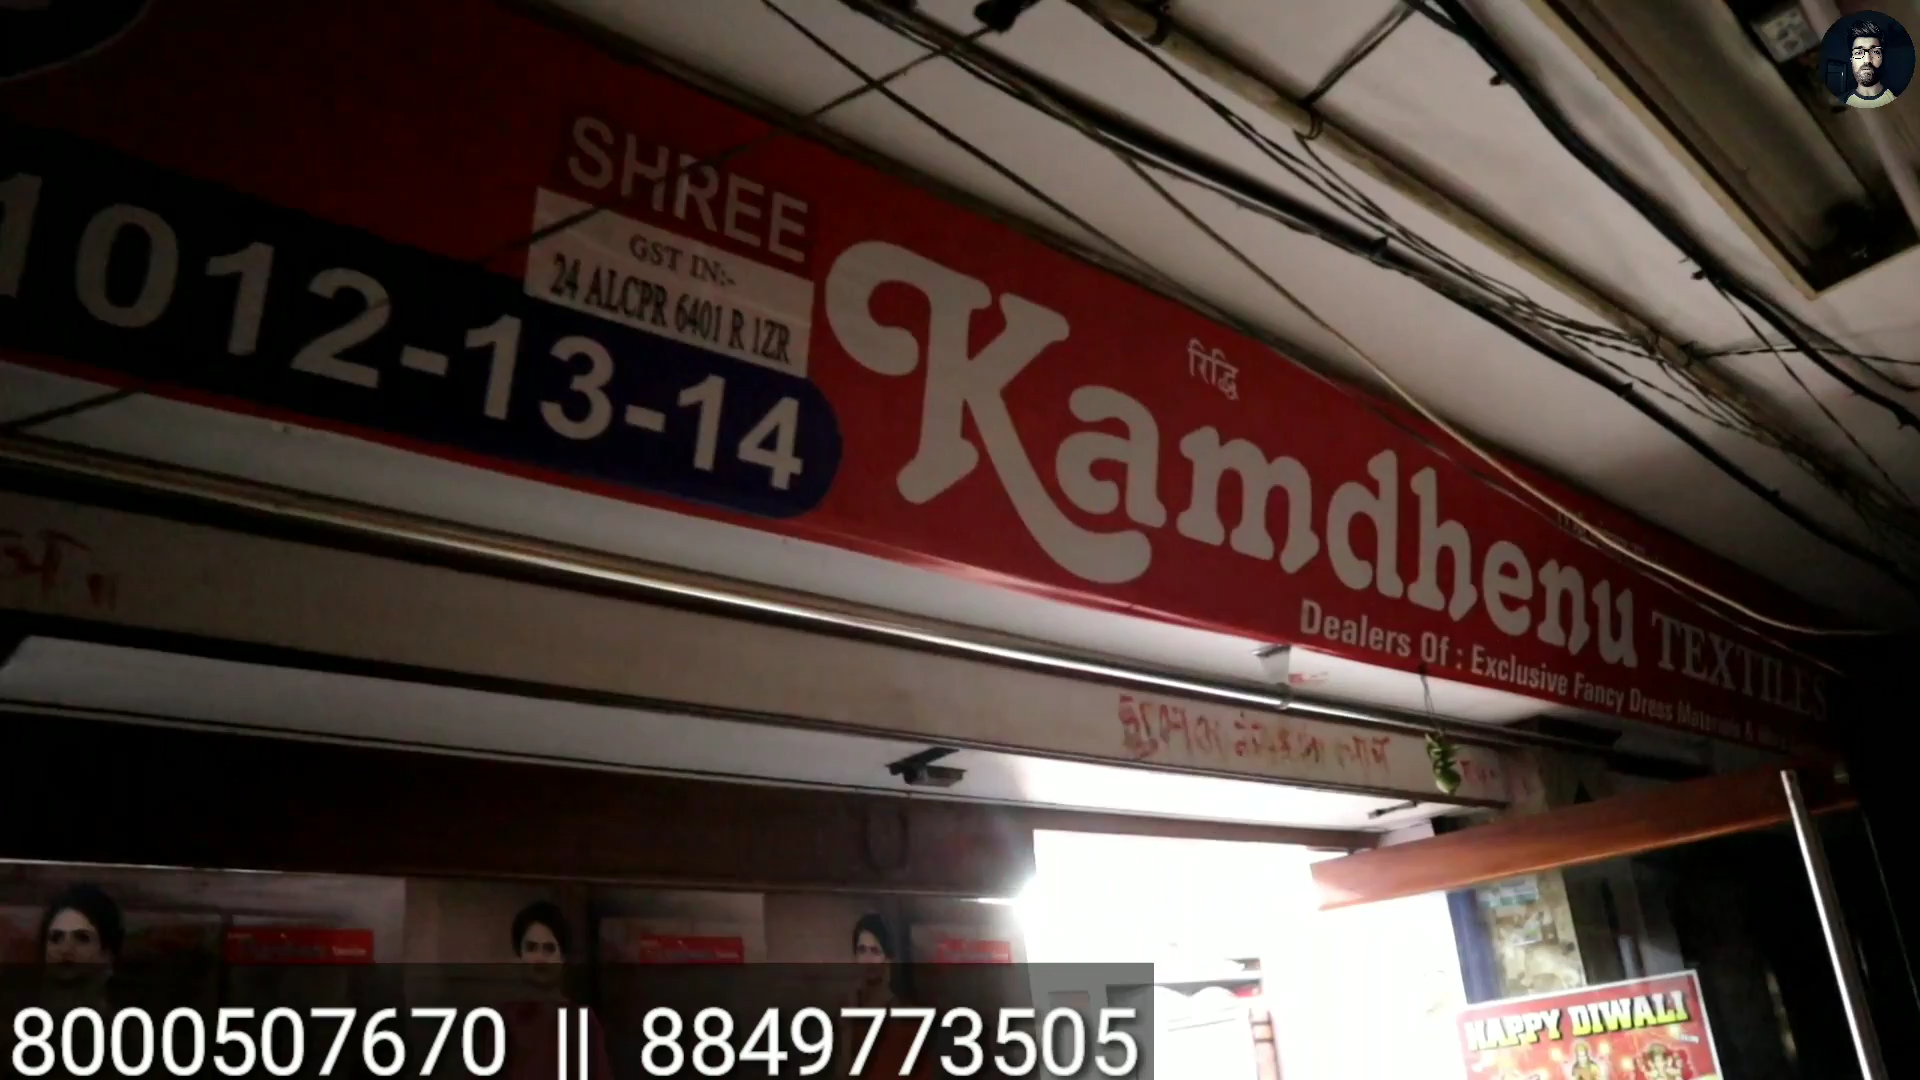 SHREE
GST IN:-
24 ALCPR 6401 R 1ZR
1012-13-14
रिद्धि
Kamdhenu TEXTILES
Dealers Of : Exclusive Fancy Dress Materials &
HAPPY DIWALI
8000507670 || 8849773505